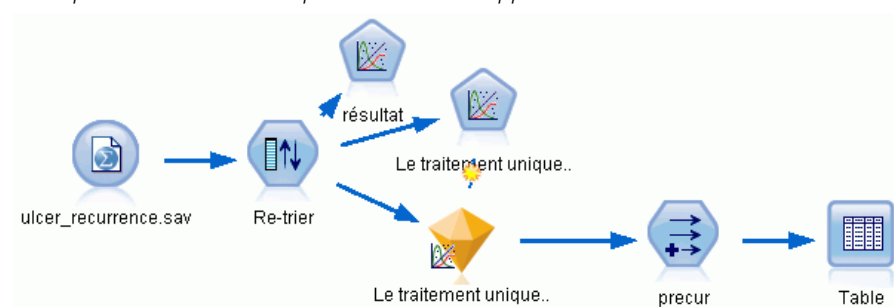 résultat
Le traitement unique..
ulcer_recurrence.sav
Re-trier
Le traitement unique..
precur
Table